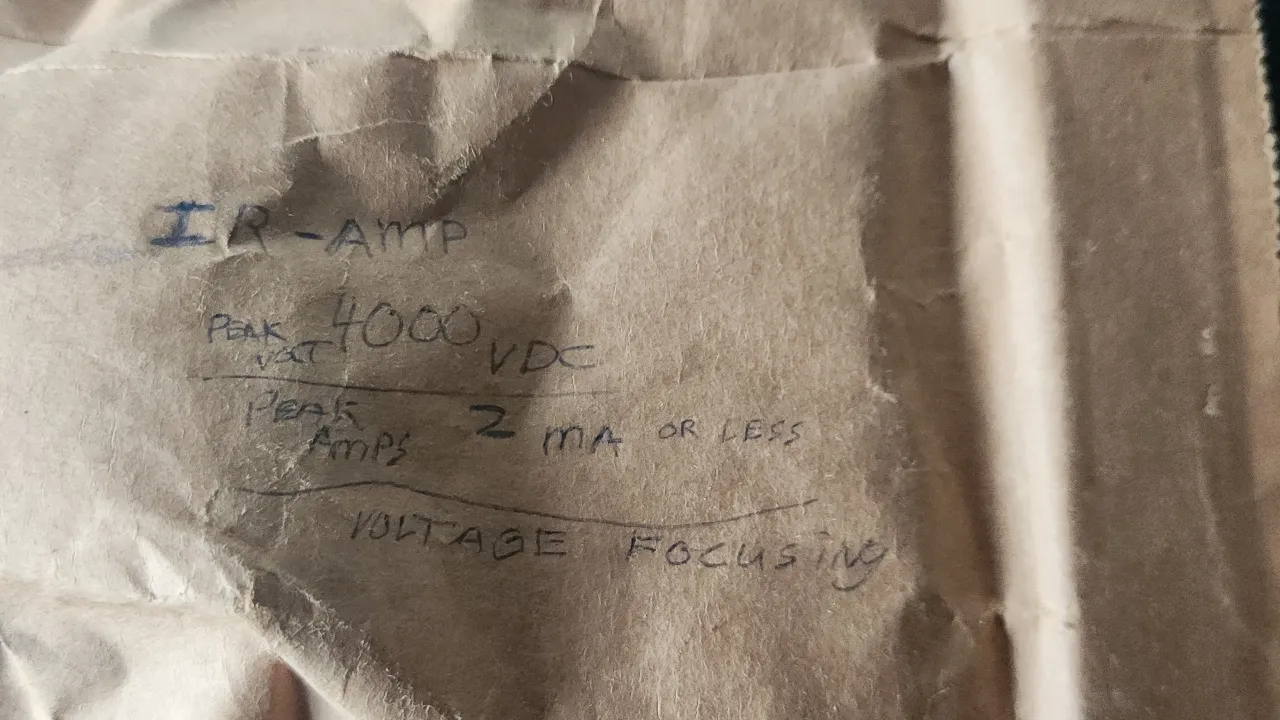 IR-AMP
PEAK VOLT 4000 VDC
PEAK AMPS 2 MA OR LESS
VOLTAGE FOCUSING